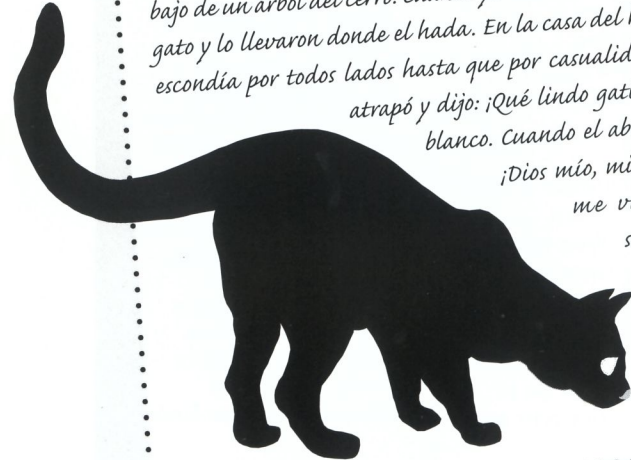 bajo de un árbol del cerro.
gato y lo llevaron donde el hada. En la casa del
escondía por todos lados hasta que por casualid
atrapó y dijo: ¡Qué lindo gat
blanco. Cuando el ab
¡Dios mío, mi
me v
s